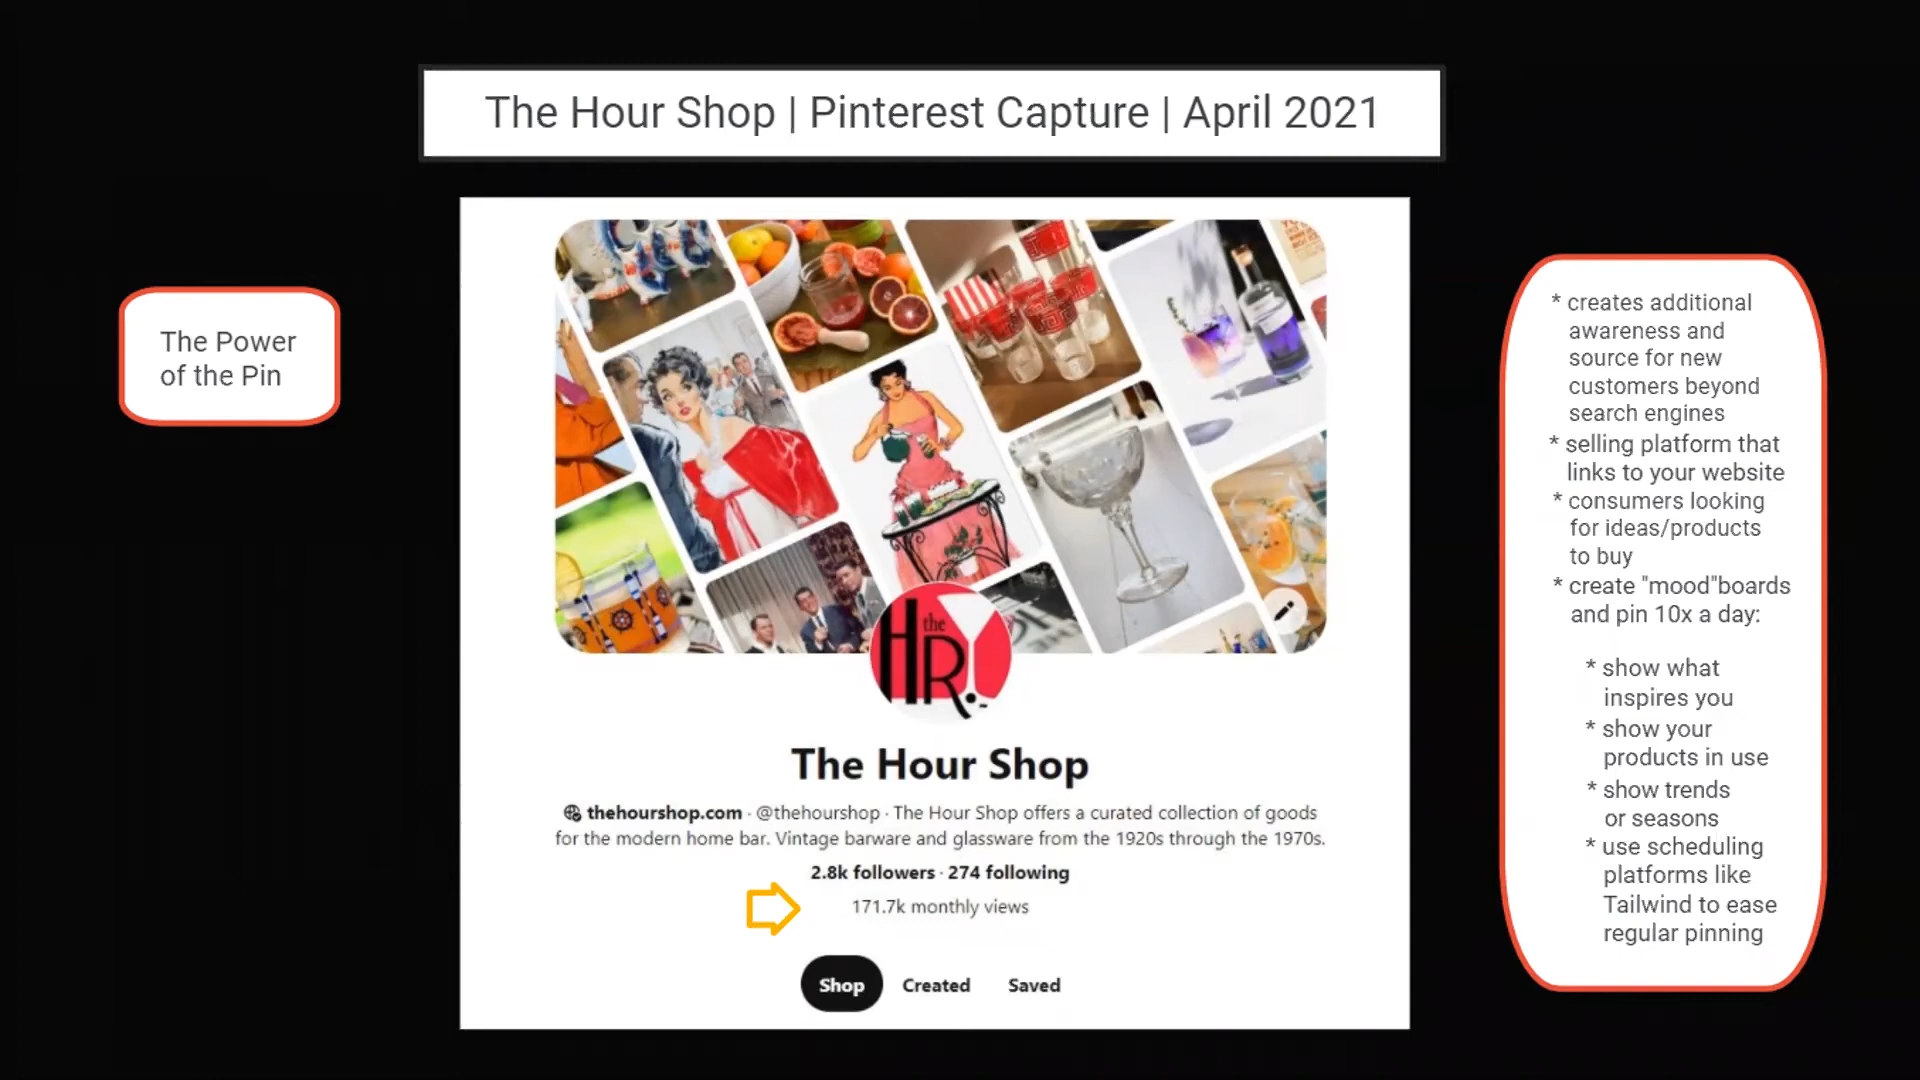 The Hour Shop | Pinterest Capture | April 2021
The Power
of the Pin
the
HR.
The Hour Shop
thehourshop.com · @thehourshop · The Hour Shop offers a curated collection of goods
for the modern home bar. Vintage barware and glassware from the 1920s through the 1970s.
2.8k followers · 274 following
171.7k monthly views
Shop
Created
Saved
* creates additional
awareness and
source for new
customers beyond
search engines
* selling platform that
links to your website
* consumers looking
for ideas/products
to buy
* create "mood"boards
and pin 10x a day:
* show what
inspires you
* show your
products in use
* show trends
or seasons
* use scheduling
platforms like
Tailwind to ease
regular pinning